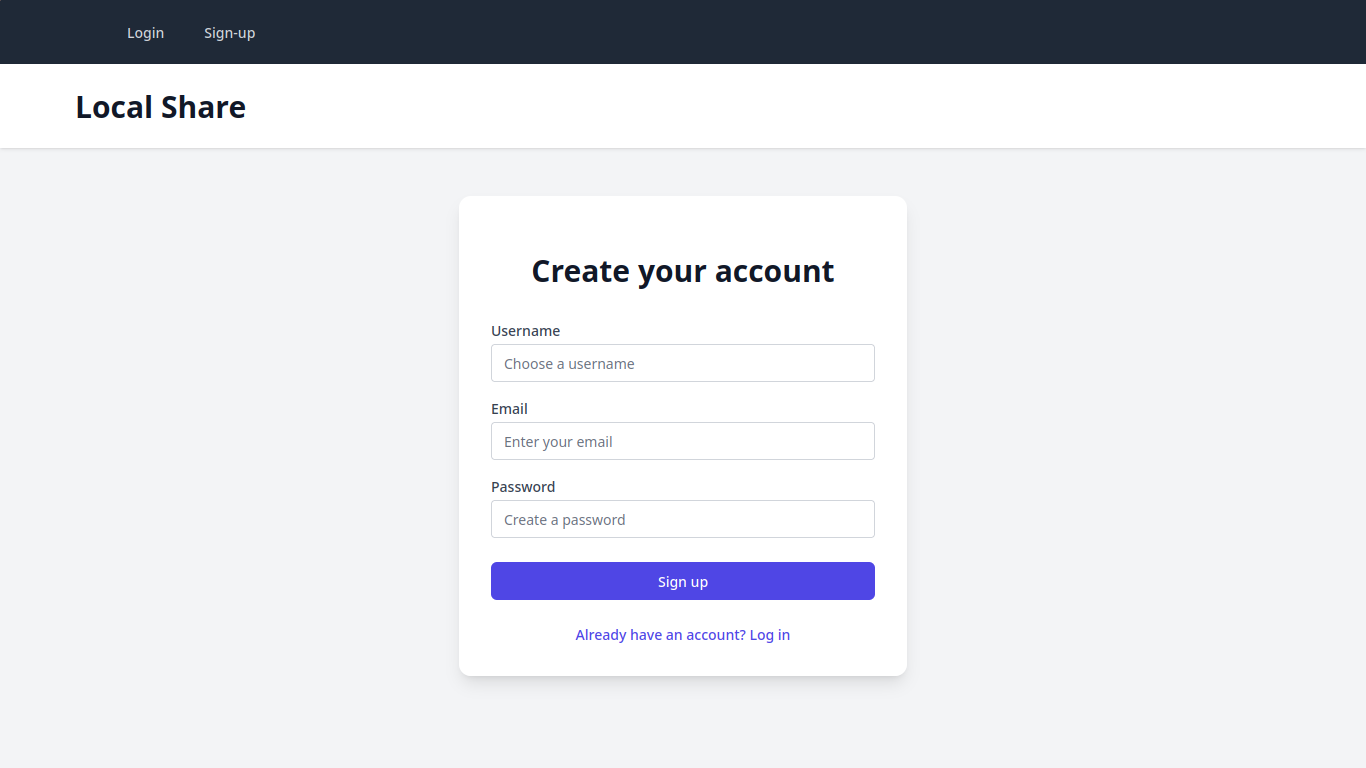 Login Sign-up
Local Share
Create your account
Username
Choose a username
Email
Enter your email
Password
Create a password
Sign up
Already have an account? Log in